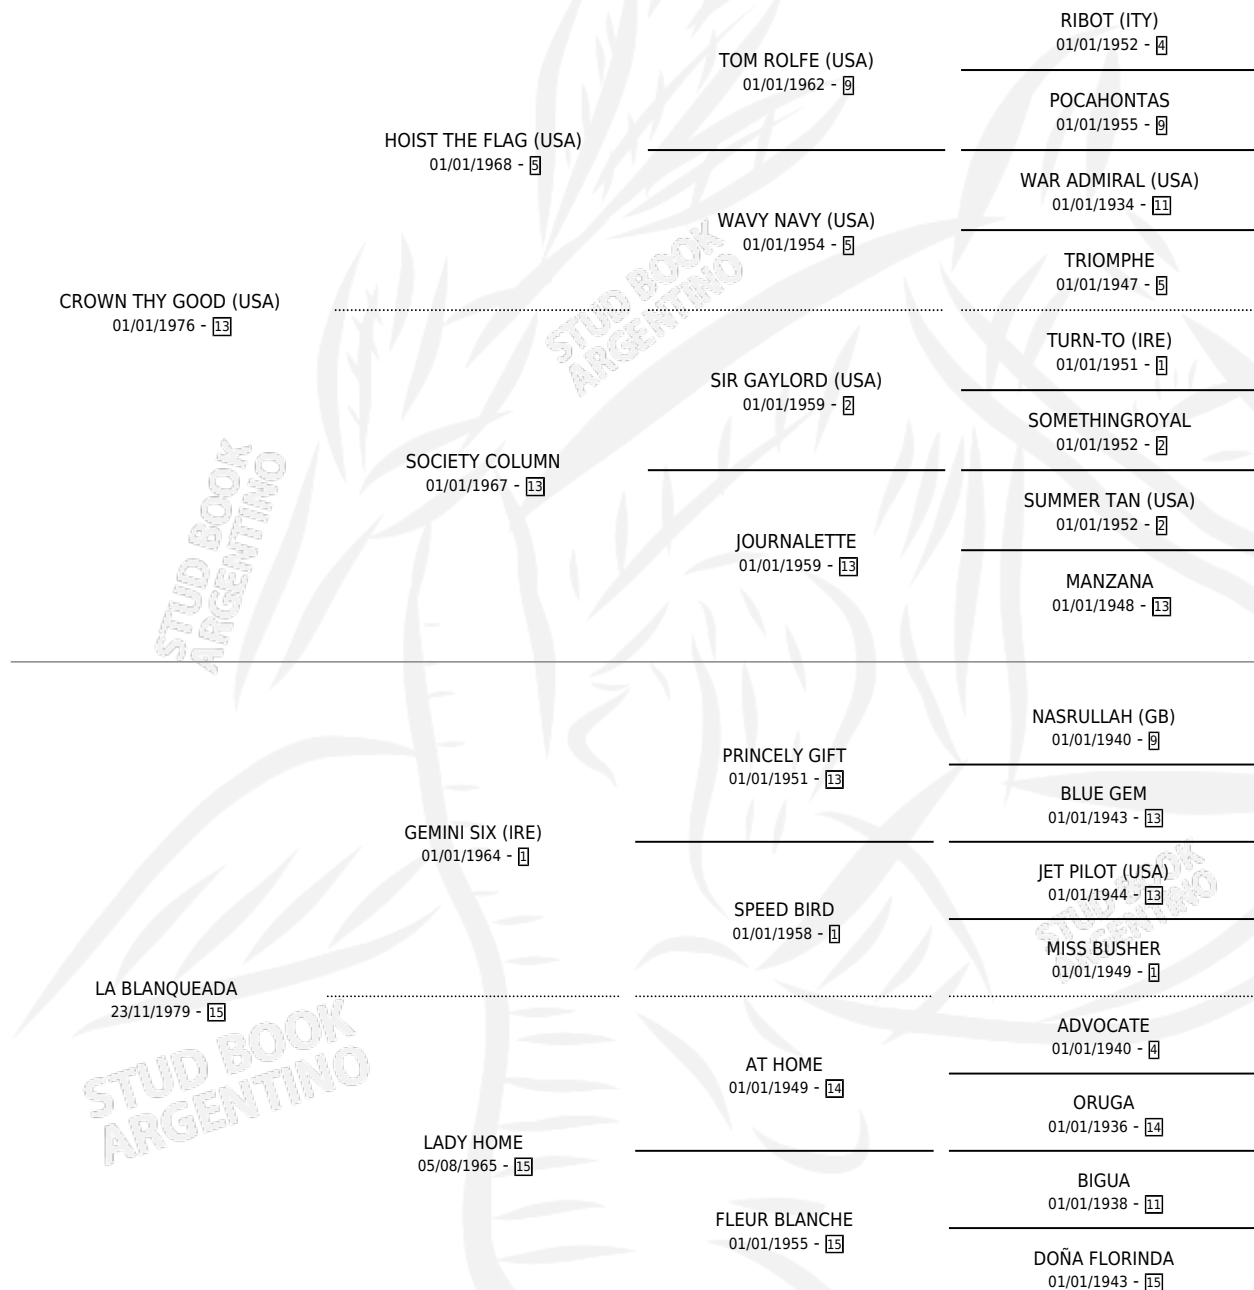 RIBOT (ITY)
01/01/1952 - 4
TOM ROLFE (USA)
01/01/1962 - 9
POCAHONTAS
01/01/1955 - 9
HOIST THE FLAG (USA)
01/01/1968 - 5
WAR ADMIRAL (USA)
01/01/1934 - 11
WAVY NAVY (USA)
01/01/1954 - 5
TRIOMPHE
01/01/1947 - 5
CROWN THY GOOD (USA)
01/01/1976 - 13
TURN-TO (IRE)
01/01/1951 - 1
SIR GAYLORD (USA)
01/01/1959 - 2
SOMETHINGROYAL
01/01/1952 - 2
SOCIETY COLUMN
01/01/1967 - 13
SUMMER TAN (USA)
01/01/1952 - 2
JOURNALETTE
01/01/1959 - 13
MANZANA
01/01/1948 - 13
NASRULLAH (GB)
01/01/1940 - 9
PRINCELY GIFT
01/01/1951 - 13
BLUE GEM
01/01/1943 - 13
GEMINI SIX (IRE)
01/01/1964 - 1
JET PILOT (USA)
01/01/1944 - 13
SPEED BIRD
01/01/1958 - 1
MISS BUSHER
01/01/1949 - 1
LA BLANQUEADA
23/11/1979 - 15
ADVOCATE
01/01/1940 - 4
AT HOME
01/01/1949 - 14
ORUGA
01/01/1936 - 14
LADY HOME
05/08/1965 - 15
BIGUA
01/01/1938 - 11
FLEUR BLANCHE
01/01/1955 - 15
DOÑA FLORINDA
01/01/1943 - 15
STUD BOOK
ARGENTINO
STUD BOOK
ARGENTINO
STUD BOOK
ARGENTINO
STUD BOOK
ARGENTINO